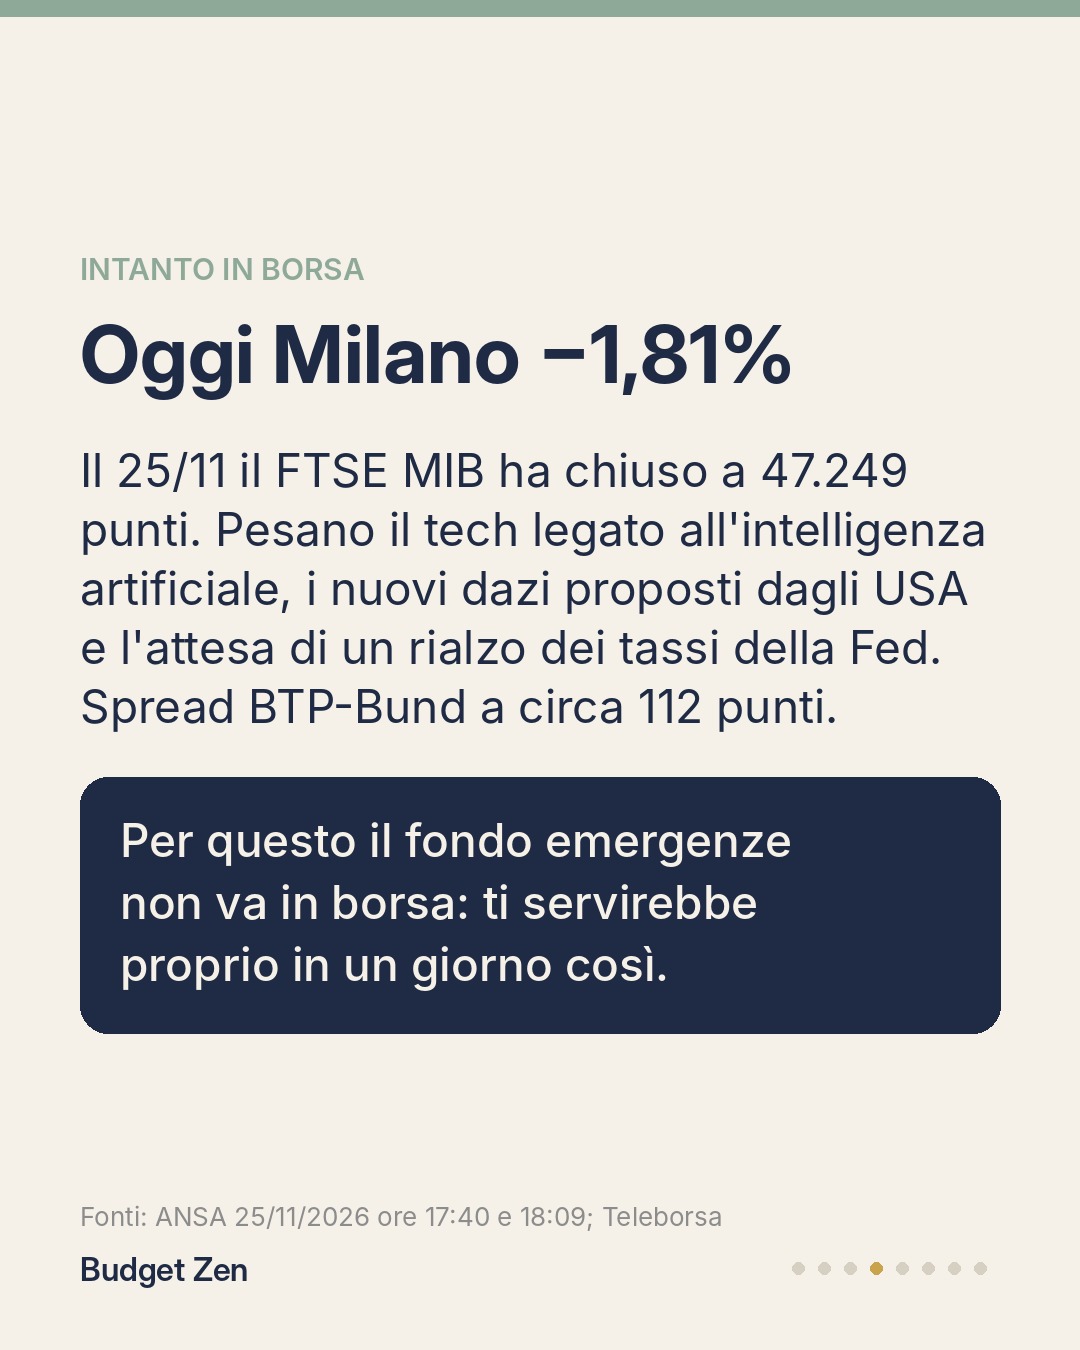 INTANTO IN BORSA
Oggi Milano −1,81%
Il 25/11 il FTSE MIB ha chiuso a 47.249
punti. Pesano il tech legato all'intelligenza
artificiale, i nuovi dazi proposti dagli USA
e l'attesa di un rialzo dei tassi della Fed.
Spread BTP-Bund a circa 112 punti.
Per questo il fondo emergenze
non va in borsa: ti servirebbe
proprio in un giorno così.
Fonti: ANSA 25/11/2026 ore 17:40 e 18:09; Teleborsa
Budget Zen